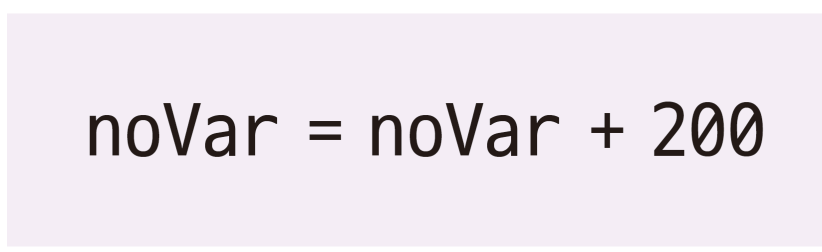 noVar = noVar + 200